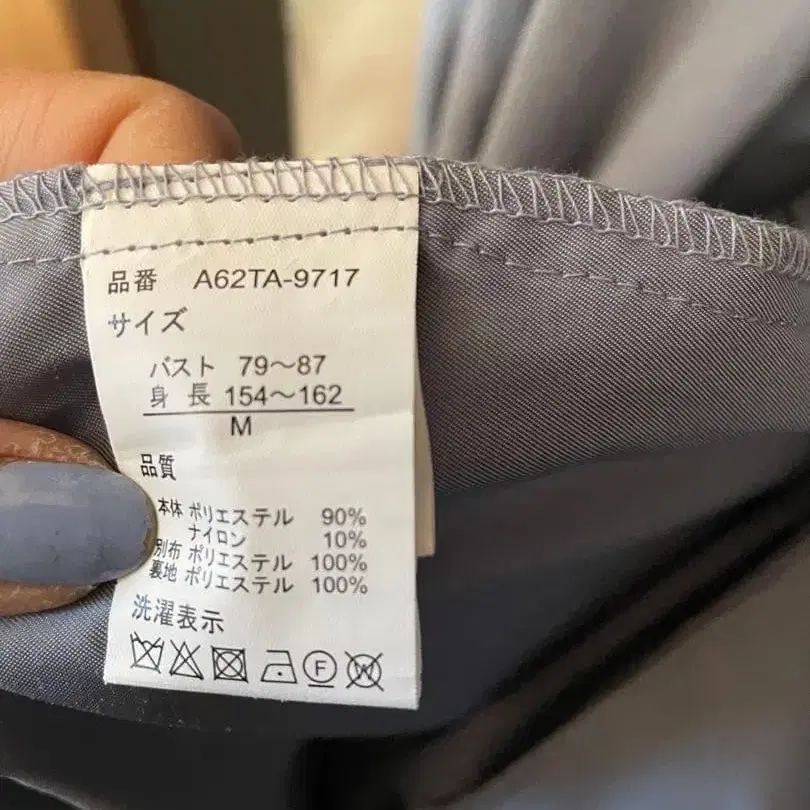 品番 A62TA-9717
サイズ
バスト 79～87
身長 154～162
M
品質
本体 ポリエステル 90%
ナイロン 10%
別布 ポリエステル 100%
裏地 ポリエステル 100%
洗濯表示
F W